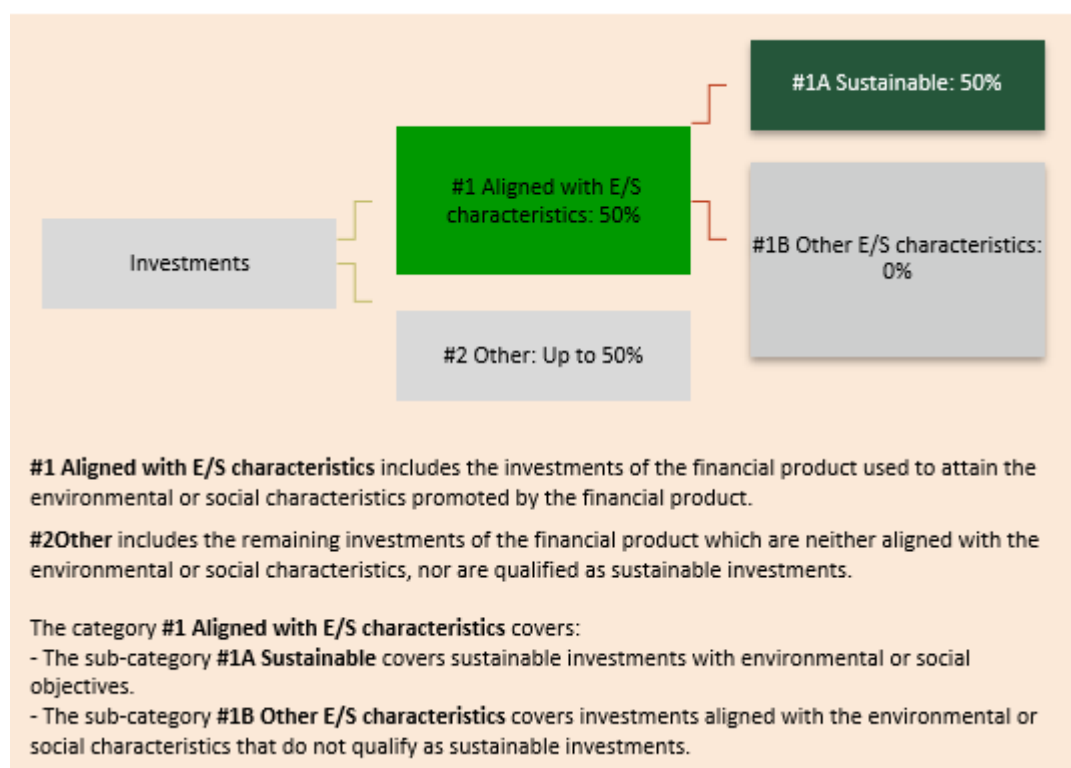 #1A Sustainable: 50%
#1 Aligned with E/S
characteristics: 50%
#1B Other E/S characteristics:
0%
Investments
#2 Other: Up to 50%
#1 Aligned with E/S characteristics includes the investments of the financial product used to attain the
environmental or social characteristics promoted by the financial product.
#2Other includes the remaining investments of the financial product which are neither aligned with the
environmental or social characteristics, nor are qualified as sustainable investments.
The category #1 Aligned with E/S characteristics covers:
- The sub-category #1A Sustainable covers sustainable investments with environmental or social
objectives.
- The sub-category #1B Other E/S characteristics covers investments aligned with the environmental or
social characteristics that do not qualify as sustainable investments.